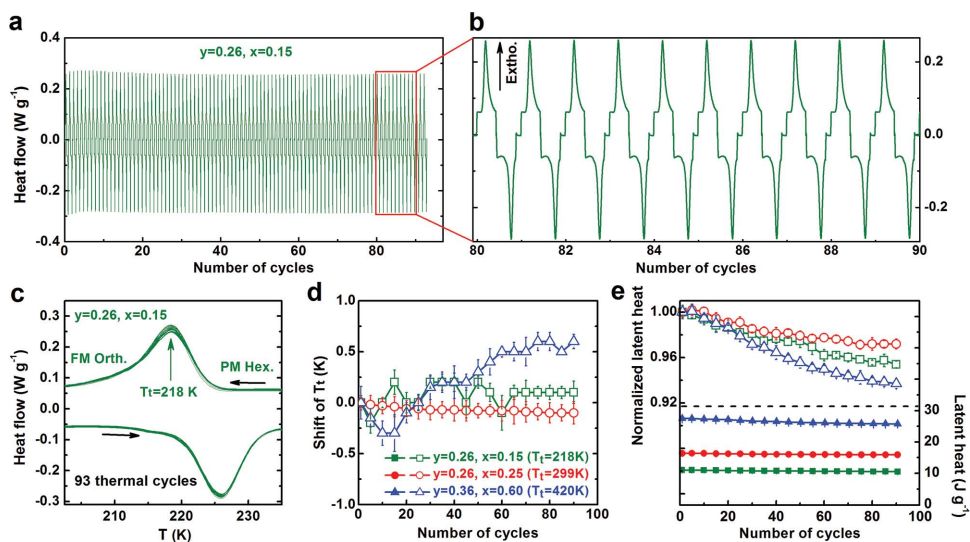 a
y=0.26, x=0.15
0.4
0.2
0.0
-0.2
-0.4
Heat flow (W g⁻¹)
0 20 40 60 80
Number of cycles
b
Extho.
0.2
0.0
-0.2
80 82 84 86 88 90
Number of cycles
c
y=0.26, x=0.15
0.3
0.2
0.1
0.0
-0.1
-0.2
-0.3
Heat flow (W g⁻¹)
FM Orth.
PM Hex.
Tt=218 K
93 thermal cycles
210 220 230
T (K)
d
1.0
0.5
0.0
-0.5
-1.0
Shift of Tt (K)
y=0.26, x=0.15 (Tt=218K)
y=0.26, x=0.25 (Tt=299K)
y=0.36, x=0.60 (Tt=420K)
0 20 40 60 80 100
Number of cycles
e
1.00
0.96
0.92
Normalized latent heat
30
25
20
15
10
5
0
Latent heat (J g⁻¹)
0 20 40 60 80 100
Number of cycles